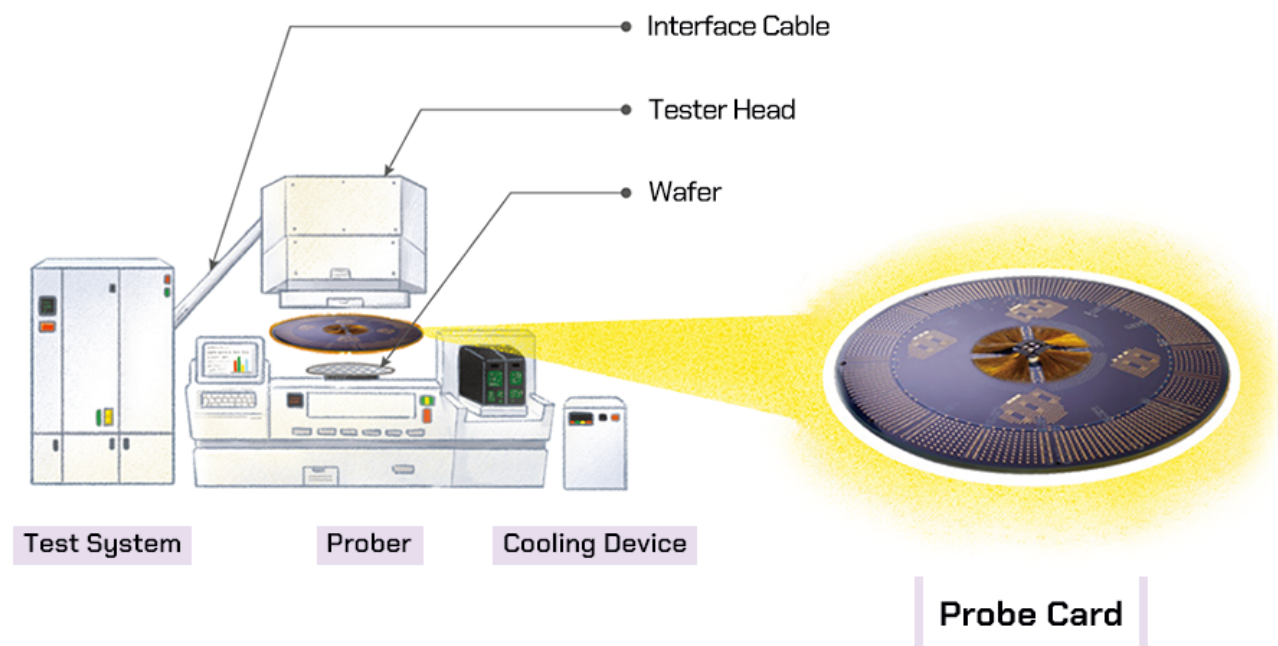 Interface Cable
Tester Head
Wafer
Test System
Prober
Cooling Device
Probe Card